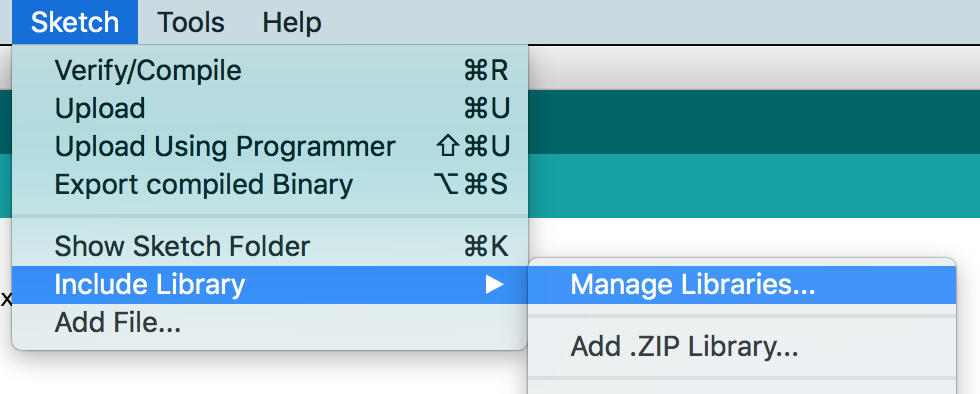 Sketch Tools Help
Verify/Compile ⌘R
Upload ⌘U
Upload Using Programmer ⇧⌘U
Export compiled Binary ⌥⌘S
Show Sketch Folder ⌘K
Include Library ▶ Manage Libraries...
x
Add File...
Add .ZIP Library...